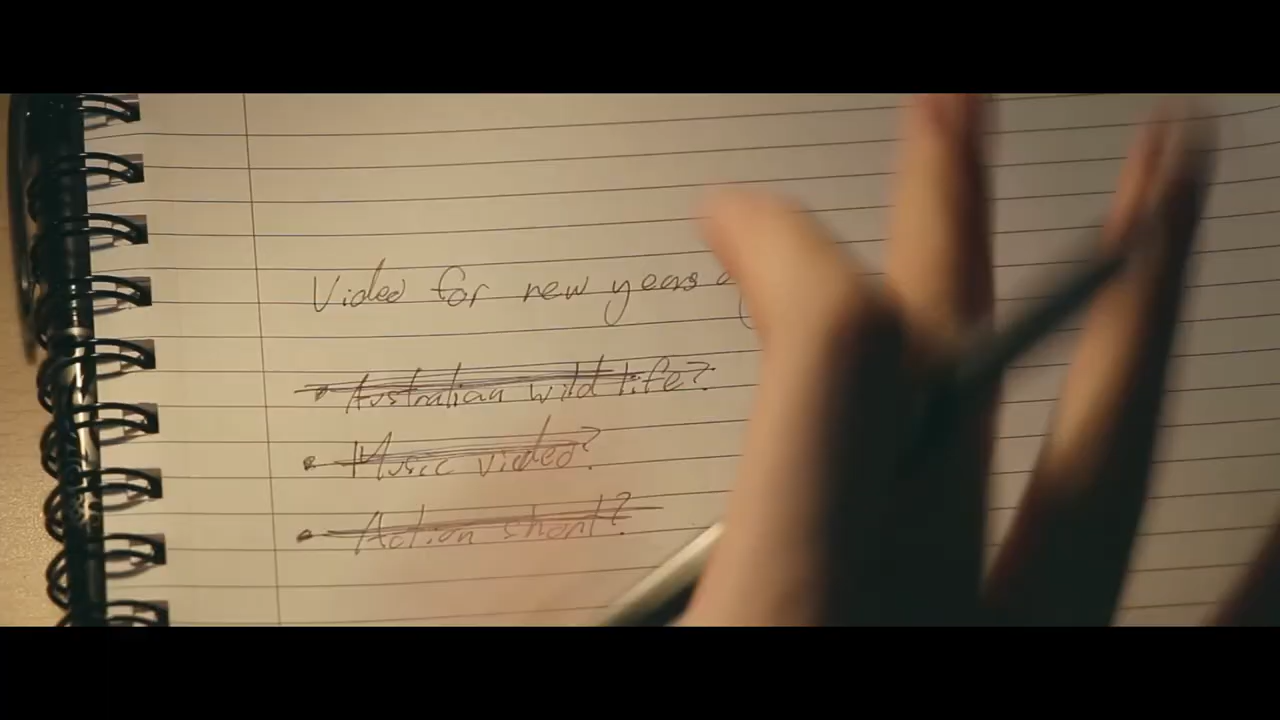 Video for new years
• Australian wild life?
• Music video?
• Action short?